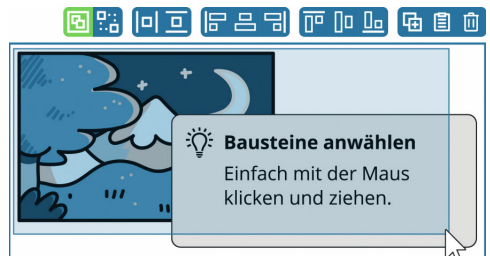 Bausteine anwählen
Einfach mit der Maus
klicken und ziehen.